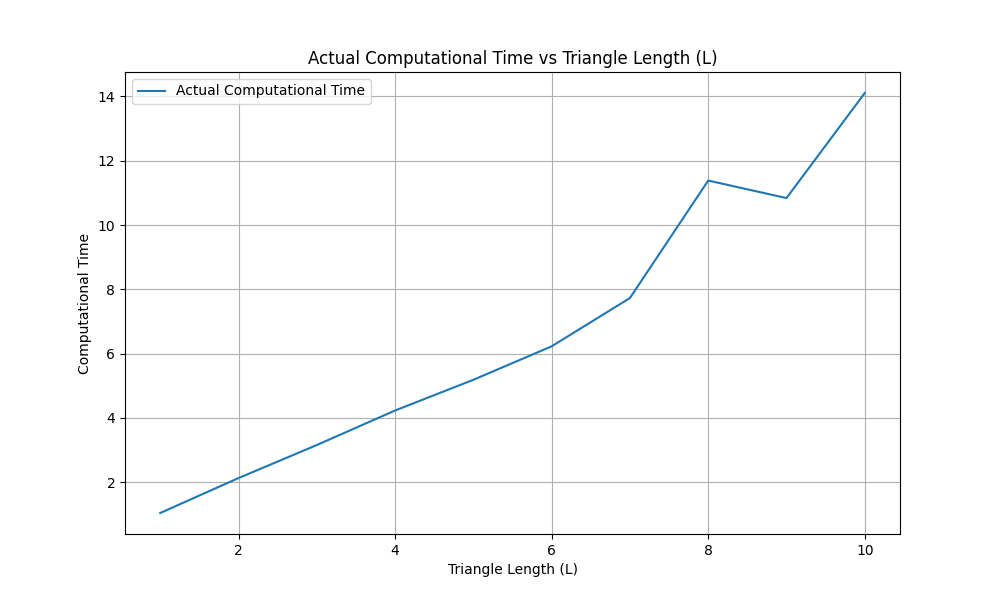 Actual Computational Time vs Triangle Length (L)
Actual Computational Time
14
12
10
8
6
4
2
Computational Time
2 4 6 8 10
Triangle Length (L)